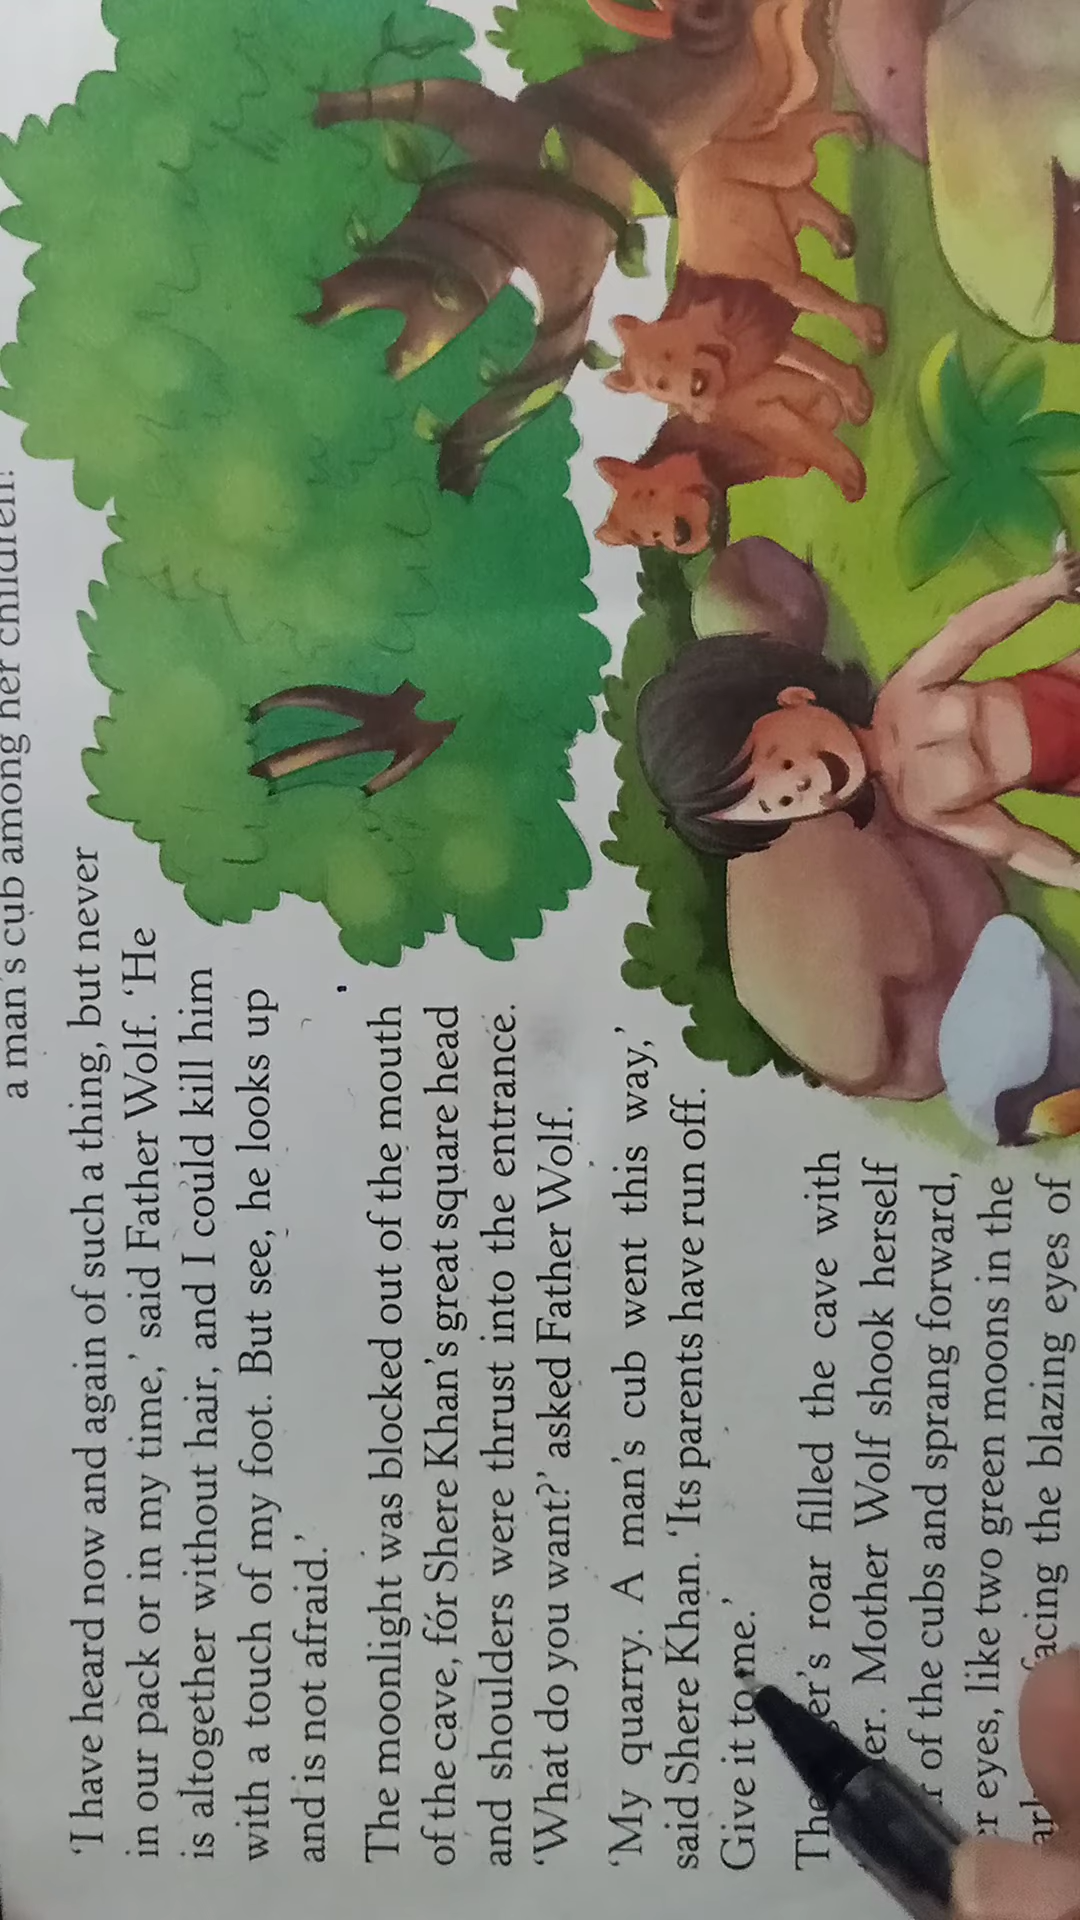 a man's cub among her children!
'I have heard now and again of such a thing, but never
in our pack or in my time,' said Father Wolf. 'He
is altogether without hair, and I could kill him
with a touch of my foot. But see, he looks up
and is not afraid.'
The moonlight was blocked out of the mouth
of the cave, for Shere Khan's great square head
and shoulders were thrust into the entrance.
'What do you want?' asked Father Wolf.
'My quarry. A man's cub went this way,'
said Shere Khan. 'Its parents have run off.
Give it to me.'
The roar filled the cave with
Mother Wolf shook herself
of the cubs and sprang forward,
eyes, like two green moons in the
facing the blazing eyes of